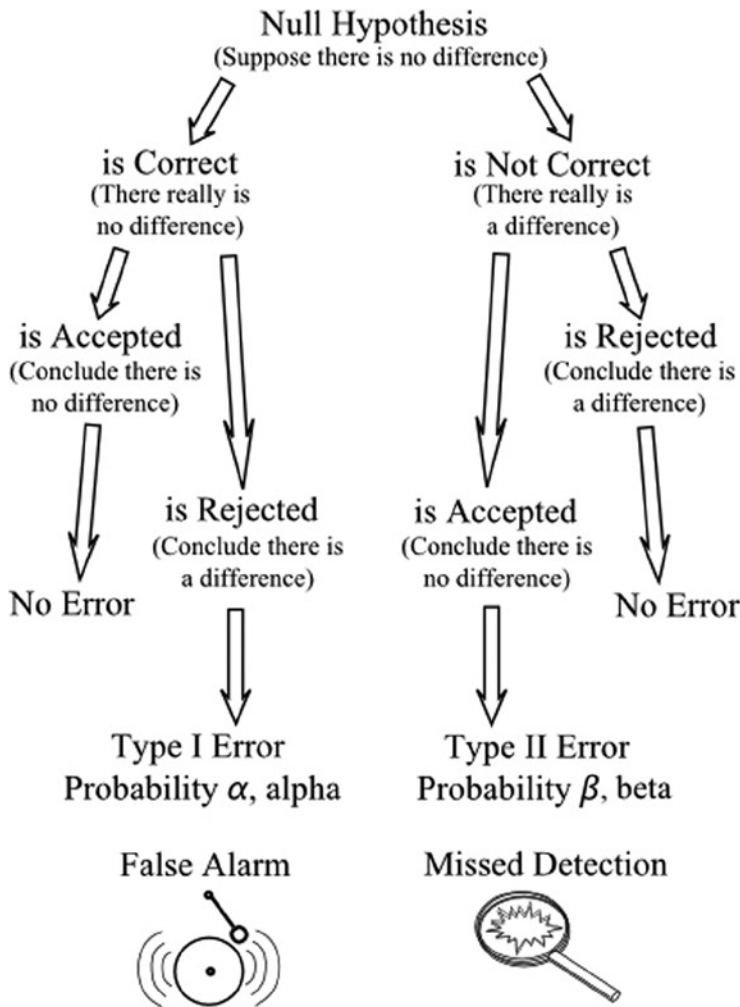 Null Hypothesis
(Suppose there is no difference)
is Correct
(There really is
no difference)
is Not Correct
(There really is
a difference)
is Accepted
(Conclude there is
no difference)
is Rejected
(Conclude there is
a difference)
is Rejected
(Conclude there is
a difference)
is Accepted
(Conclude there is
no difference)
No Error
No Error
Type I Error
Probability α, alpha
Type II Error
Probability β, beta
False Alarm
Missed Detection